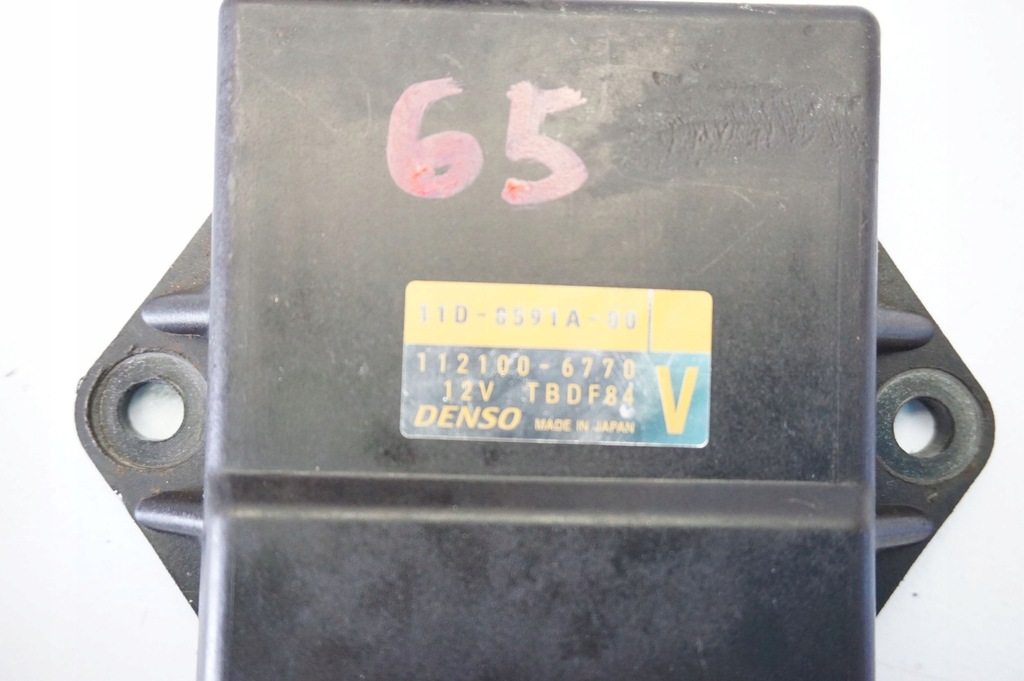 65
11D-8591A-00
112100-6770
12V TBDF84
V
DENSO MADE IN JAPAN